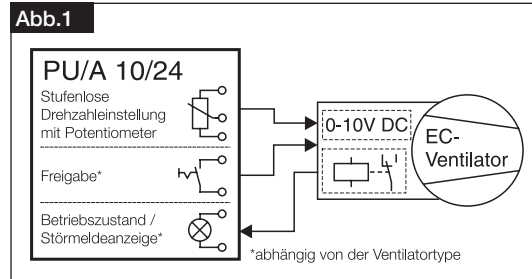 Abb.1
PU/A 10/24
Stufenlose
Drehzahleinstellung
mit Potentiometer
Freigabe*
Betriebszustand /
Störmeldeanzeige*
0-10V DC
EC-
Ventilator
*abhängig von der Ventilatortype